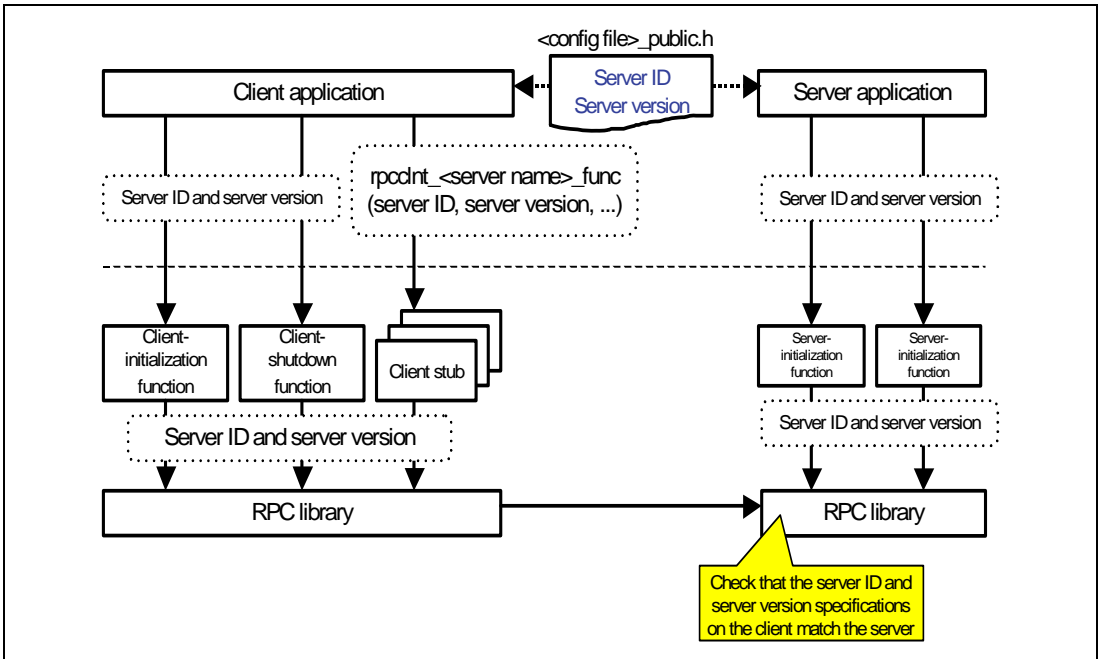 <config file>_public.h
Client application
Server ID
Server version
Server application
Server ID and server version
rpcclnt_<server name>_func
(server ID, server version, ...)
Server ID and server version
Client-
initialization
function
Client-
shutdown
function
Client stub
Server-
initialization
function
Server-
initialization
function
Server ID and server version
Server ID and server version
RPC library
RPC library
Check that the server ID and
server version specifications
on the client match the server